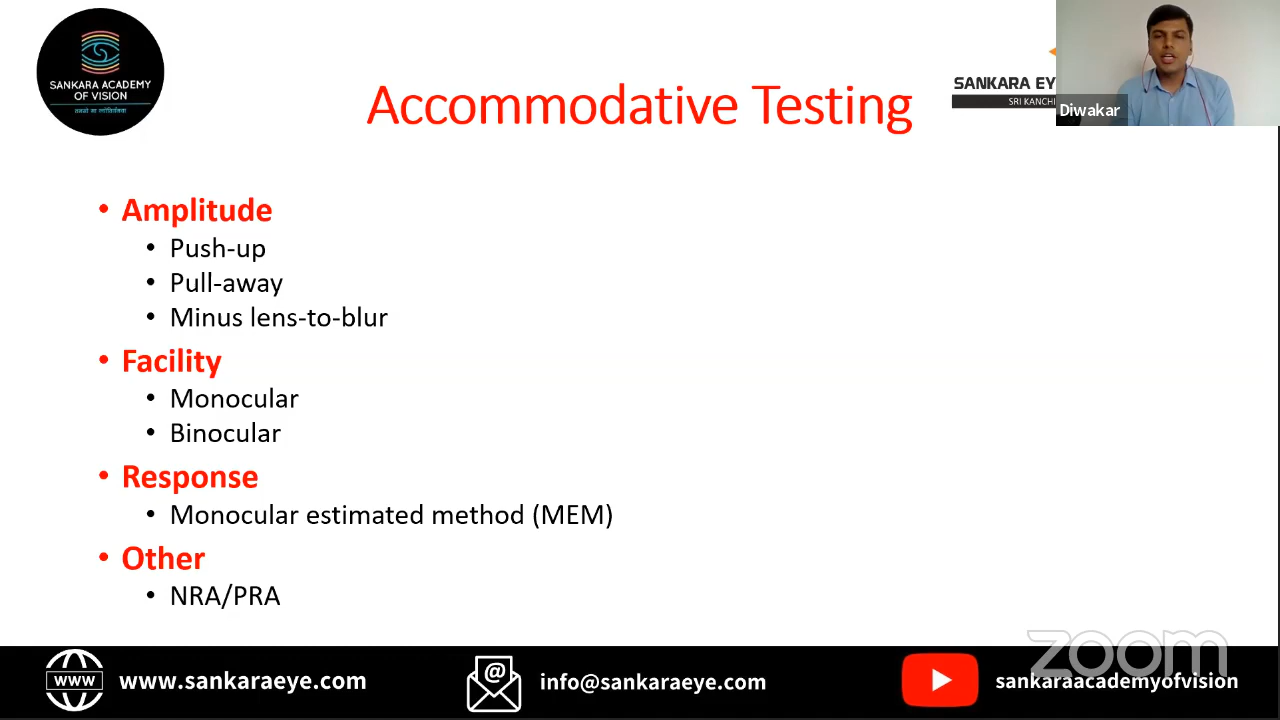 SANKARA ACADEMY
OF VISION
SANKARA EY
SRI KANCHI
Diwakar
Accommodative Testing
• Amplitude
• Push-up
• Pull-away
• Minus lens-to-blur
• Facility
• Monocular
• Binocular
• Response
• Monocular estimated method (MEM)
• Other
• NRA/PRA
www
www.sankaraeye.com
@
info@sankaraeye.com
sankaraacademyofvision
zoom